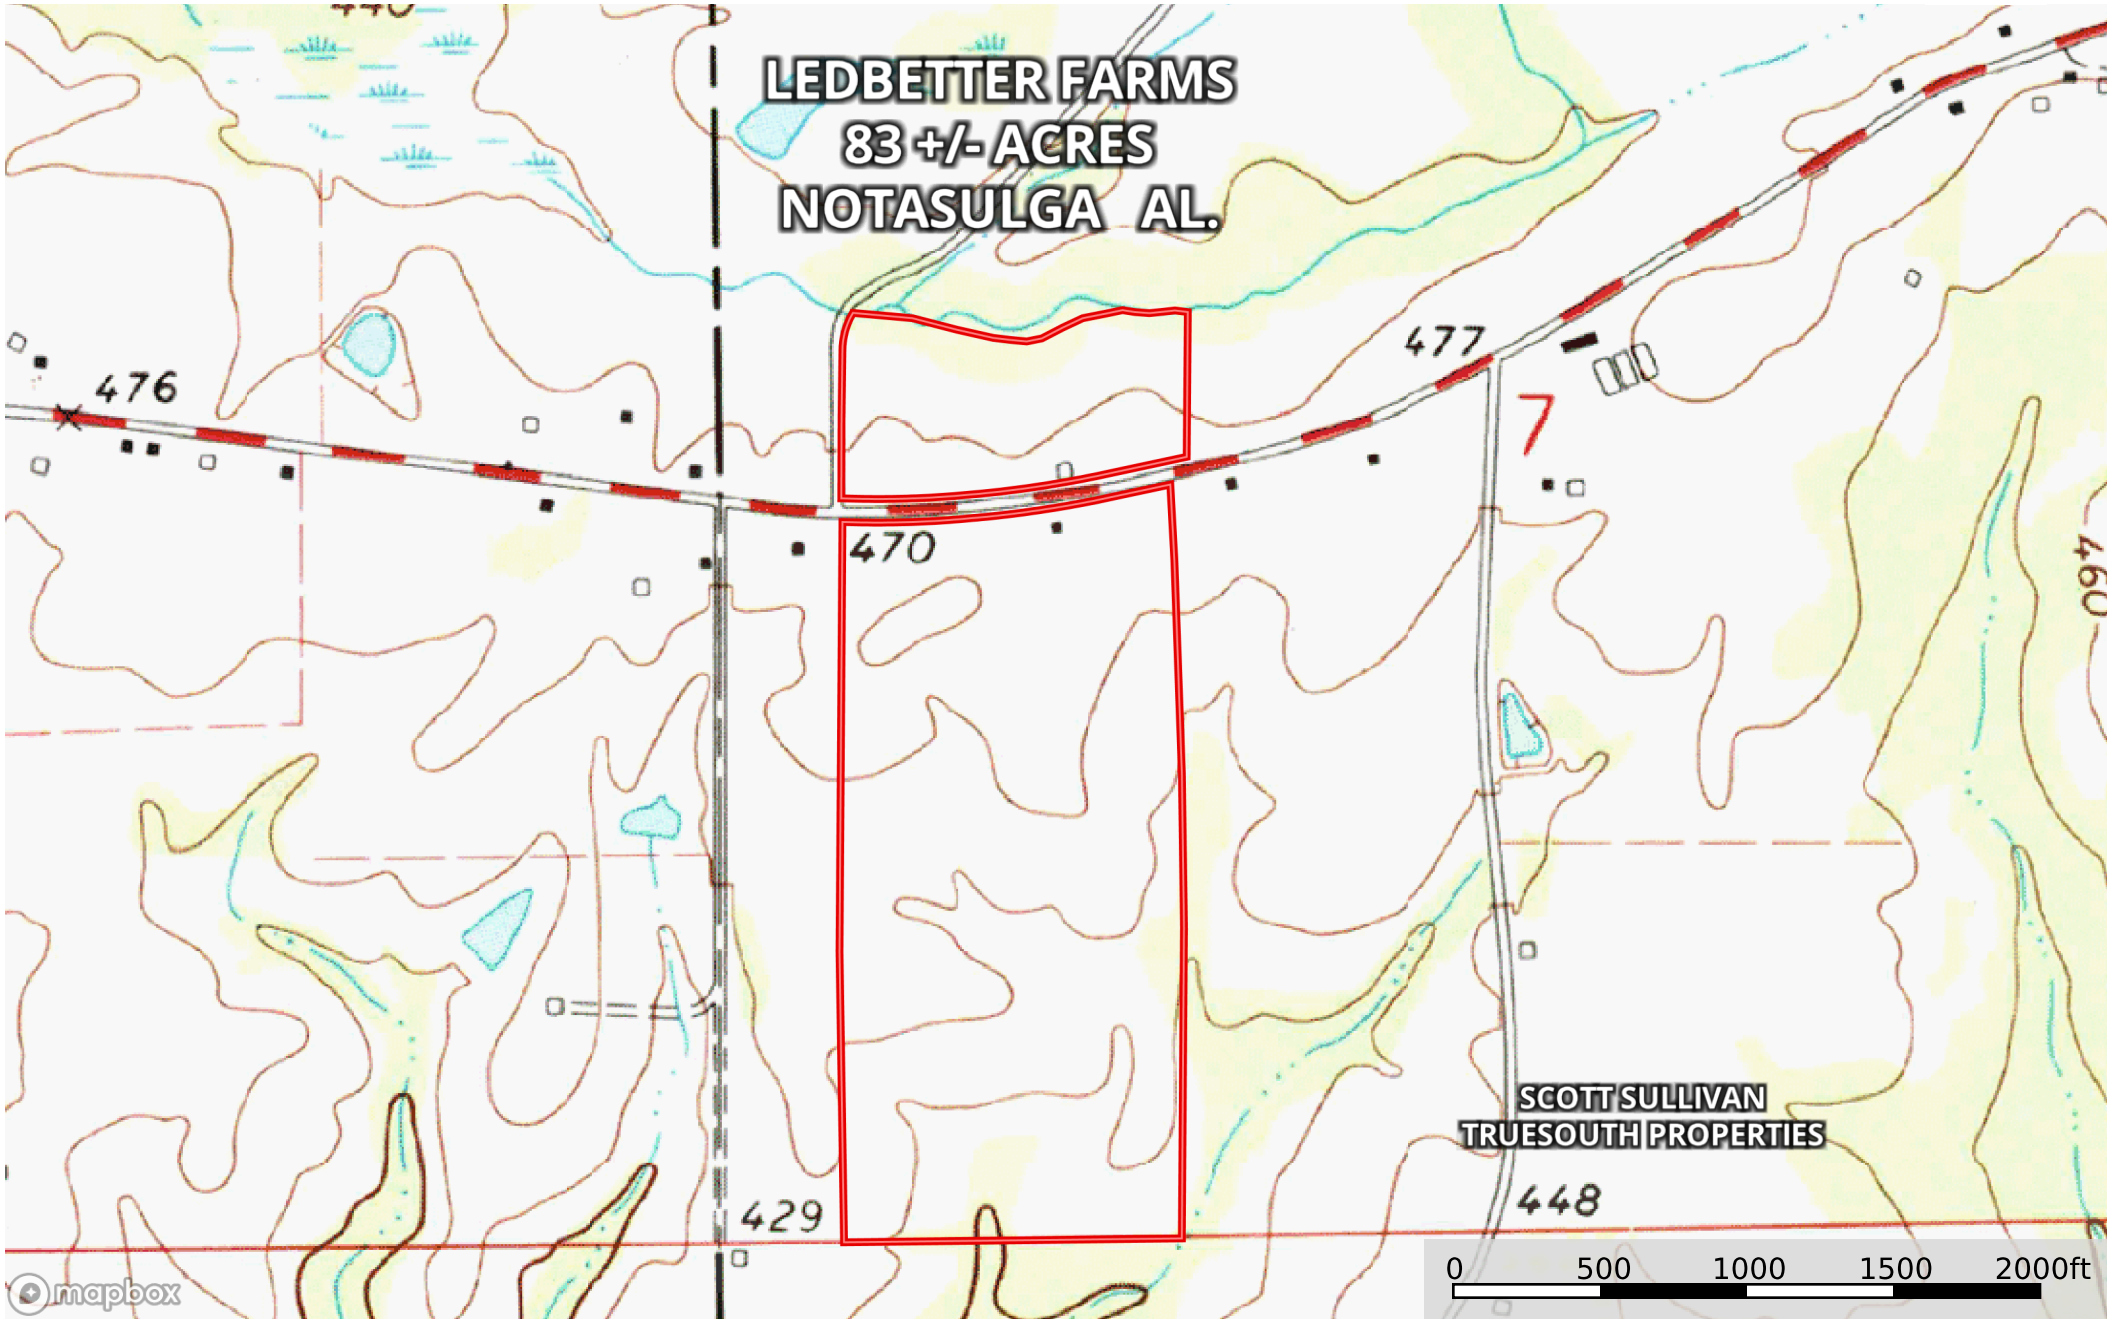 440
LEDBETTER FARMS
83 +/- ACRES
NOTASULGA AL.
477
476
7
470
460
SCOTT SULLIVAN
TRUESOUTH PROPERTIES
448
429
0 500 1000 1500 2000ft
mapbox